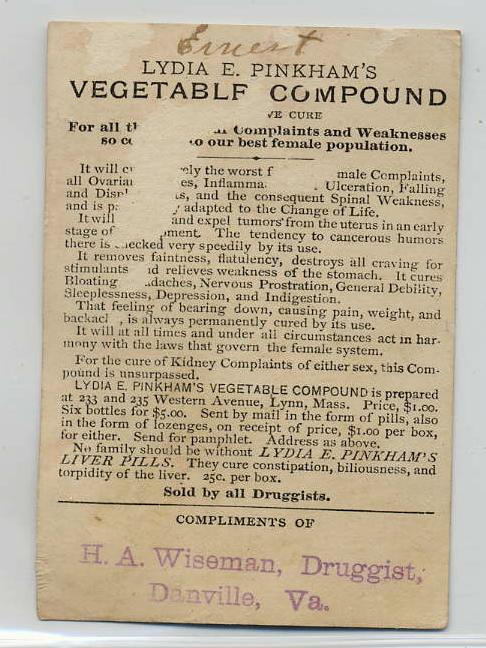 Ernest
LYDIA E. PINKHAM'S
VEGETABLE COMPOUND
CURE
For all Complaints and Weaknesses
so to our best female population.
It will the worst Complaints,
all Ulceration, Falling
and and the consequent Spinal Weakness,
and is adapted to the Change of Life.
It will and expel tumors from the uterus in an early
stage of The tendency to cancerous humors
there is checked very speedily by its use.
It removes faintness, flatulency, destroys all craving for
stimulants relieves weakness of the stomach. It cures
Bloating Nervous Prostration, General Debility,
Sleeplessness, Depression, and Indigestion.
That feeling of bearing down, causing pain, weight, and
is always permanently cured by its use.
It will at all times and under all circumstances act in har-
mony with the laws that govern the female system.
For the cure of Kidney Complaints of either sex, this Com-
pound is unsurpassed.
LYDIA E. PINKHAM'S VEGETABLE COMPOUND is prepared
at 233 and 235 Western Avenue, Lynn, Mass. Price, $1.00.
Six bottles for $5.00. Sent by mail in the form of pills, also
in the form of lozenges, on receipt of price, $1.00 per box,
for either. Send for pamphlet. Address as above.
No family should be without LYDIA E. PINKHAM'S
LIVER PILLS. They cure constipation, biliousness, and
torpidity of the liver. 25c. per box.
Sold by all Druggists.
COMPLIMENTS OF
H. A. Wiseman, Druggist,
Danville, Va.